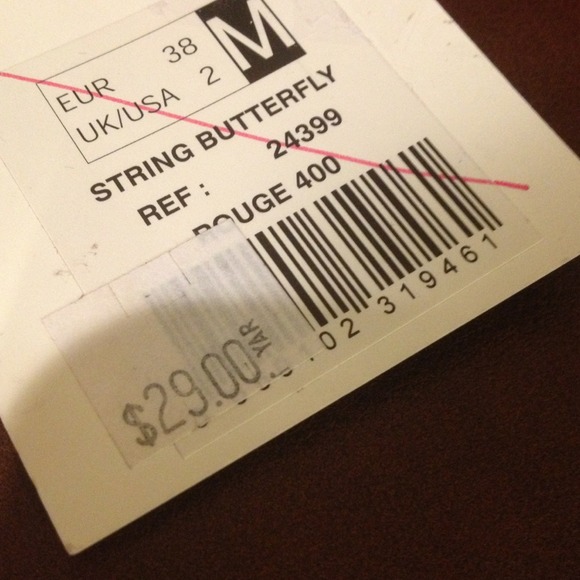 EUR 38
UK/USA 2
M
STRING BUTTERFLY
REF : 24399
ROUGE 400
02 319461
$29.00
YAR